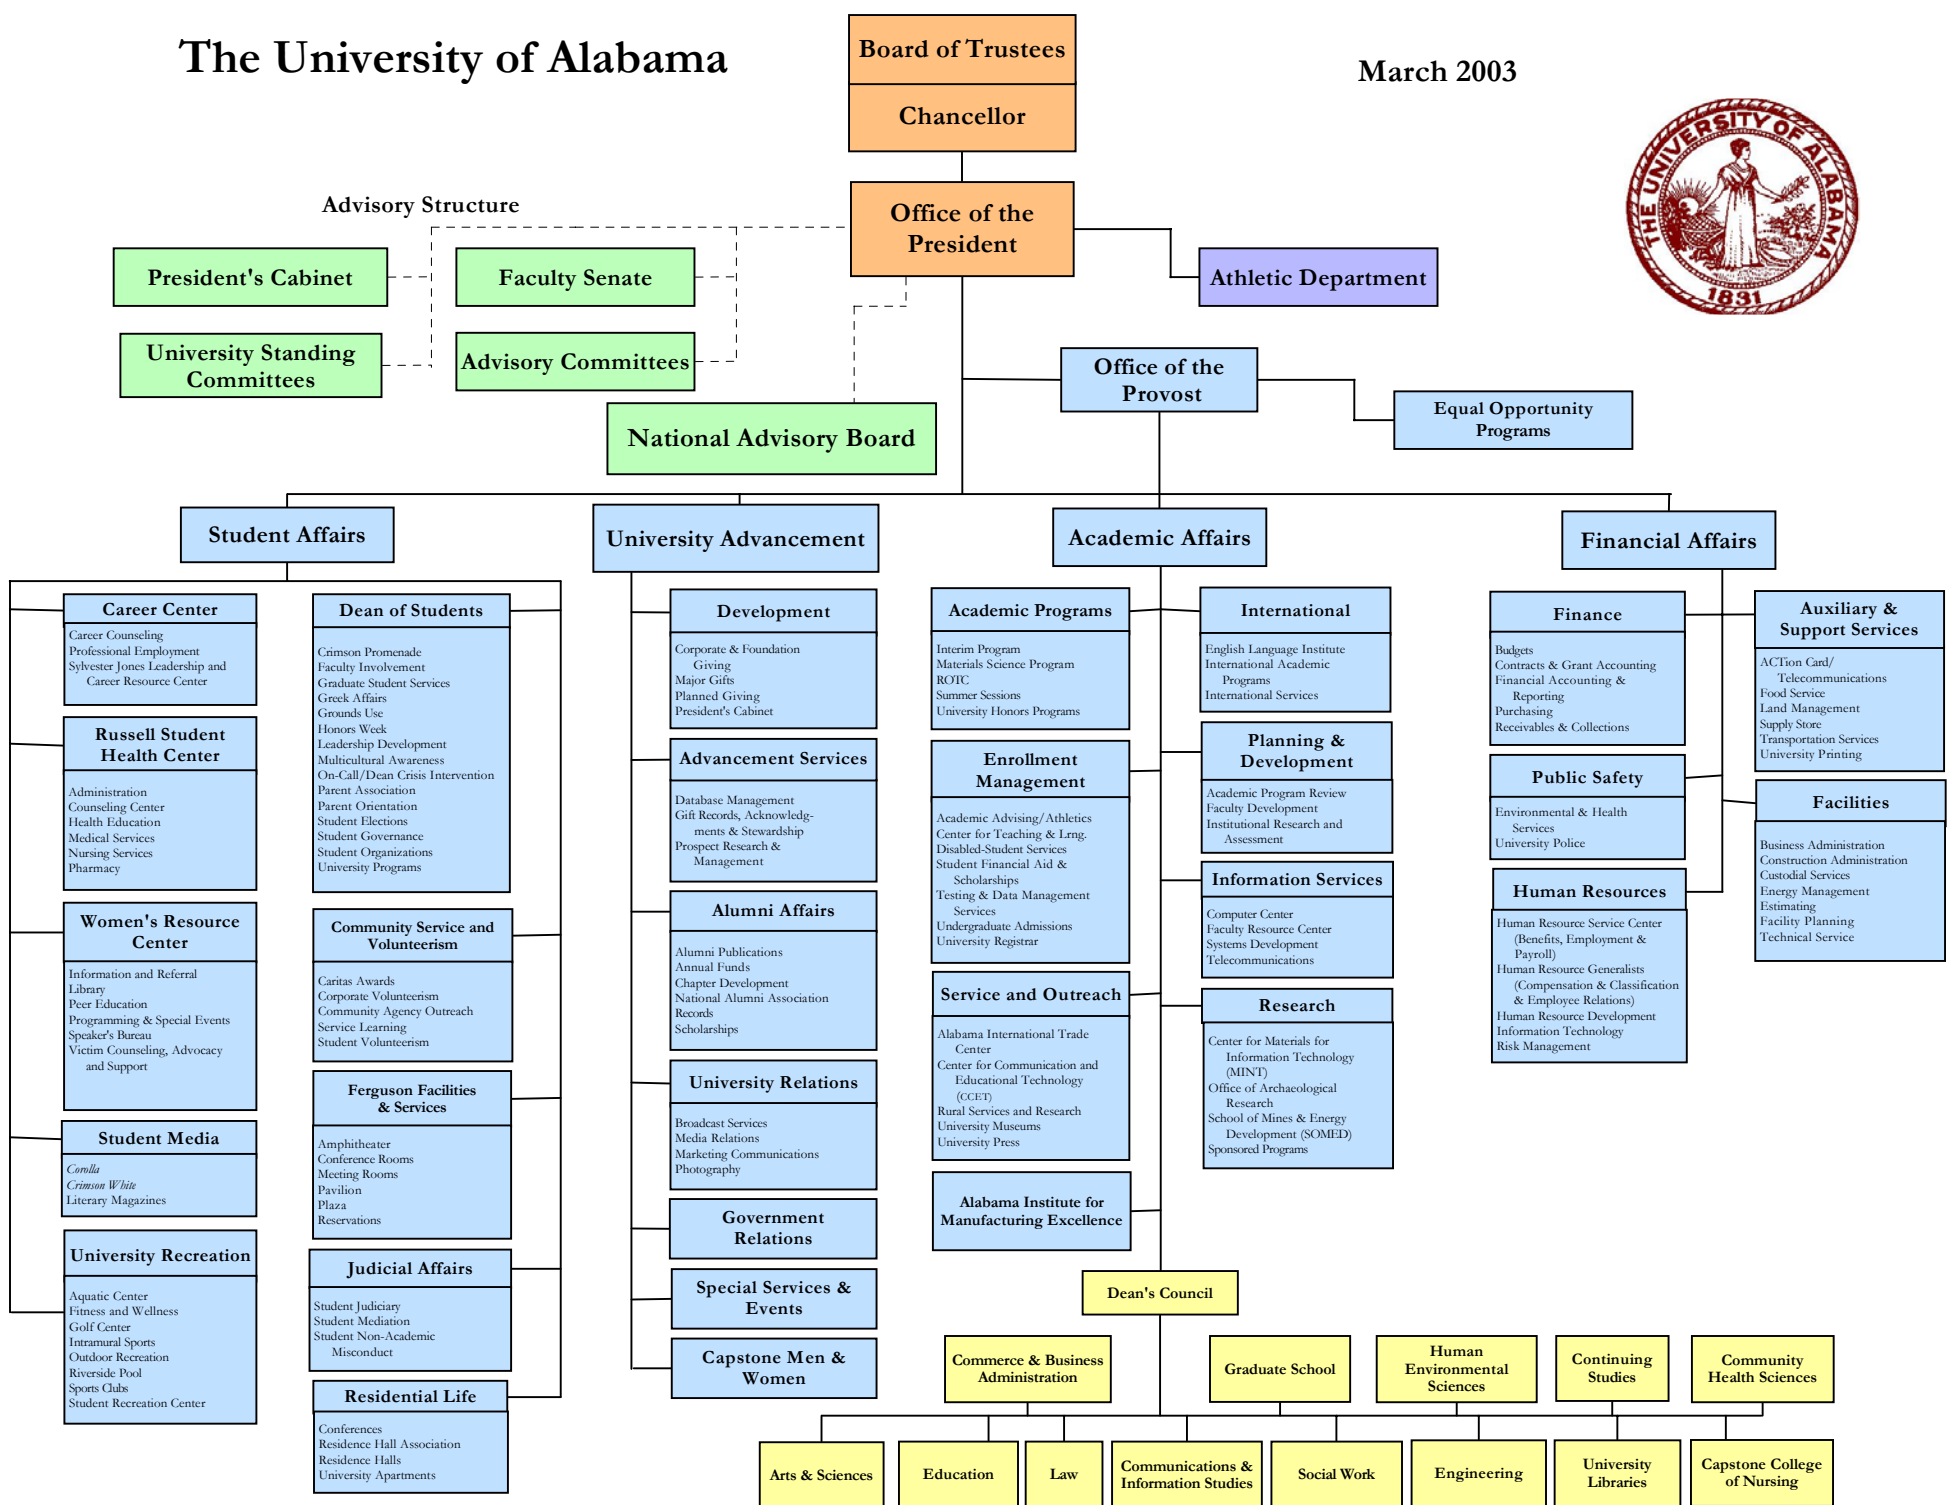 The University of Alabama
March 2003
Board of Trustees
Chancellor
THE UNIVERSITY OF ALABAMA
1831
Office of the
President
Advisory Structure
President's Cabinet
Faculty Senate
Athletic Department
University Standing
Committees
Advisory Committees
National Advisory Board
Office of the
Provost
Equal Opportunity
Programs
Student Affairs
University Advancement
Academic Affairs
Financial Affairs
Career Center
Career Counseling
Professional Employment
Sylvester Jones Leadership and
Career Resource Center
Russell Student
Health Center
Administration
Counseling Center
Health Education
Medical Services
Nursing Services
Pharmacy
Women's Resource
Center
Information and Referral
Library
Peer Education
Programming & Special Events
Speaker's Bureau
Victim Counseling, Advocacy
and Support
Student Media
Corolla
Crimson White
Literary Magazines
University Recreation
Aquatic Center
Fitness and Wellness
Golf Center
Intramural Sports
Outdoor Recreation
Riverside Pool
Sports Clubs
Student Recreation Center
Dean of Students
Crimson Promenade
Faculty Involvement
Graduate Student Services
Greek Affairs
Grounds Use
Honors Week
Leadership Development
Multicultural Awareness
On-Call/Dean Crisis Intervention
Parent Association
Parent Orientation
Student Elections
Student Governance
Student Organizations
University Programs
Community Service and
Volunteerism
Caritas Awards
Corporate Volunteerism
Community Agency Outreach
Service Learning
Student Volunteerism
Ferguson Facilities
& Services
Amphitheater
Conference Rooms
Meeting Rooms
Pavilion
Plaza
Reservations
Judicial Affairs
Student Judiciary
Student Mediation
Student Non-Academic
Misconduct
Residential Life
Conferences
Residence Hall Association
Residence Halls
University Apartments
Development
Corporate & Foundation
Giving
Major Gifts
Planned Giving
President's Cabinet
Advancement Services
Database Management
Gift Records, Acknowledg-
ments & Stewardship
Prospect Research &
Management
Alumni Affairs
Alumni Publications
Annual Funds
Chapter Development
National Alumni Association
Records
Scholarships
University Relations
Broadcast Services
Media Relations
Marketing Communications
Photography
Government
Relations
Special Services &
Events
Capstone Men &
Women
Academic Programs
Interim Program
Materials Science Program
ROTC
Summer Sessions
University Honors Programs
Enrollment
Management
Academic Advising/Athletics
Center for Teaching & Lrng.
Disabled-Student Services
Student Financial Aid &
Scholarships
Testing & Data Management
Services
Undergraduate Admissions
University Registrar
Service and Outreach
Alabama International Trade
Center
Center for Communication and
Educational Technology
(CCET)
Rural Services and Research
University Museums
University Press
Alabama Institute for
Manufacturing Excellence
International
English Language Institute
International Academic
Programs
International Services
Planning &
Development
Academic Program Review
Faculty Development
Institutional Research and
Assessment
Information Services
Computer Center
Faculty Resource Center
Systems Development
Telecommunications
Research
Center for Materials for
Information Technology
(MINT)
Office of Archaeological
Research
School of Mines & Energy
Development (SOMED)
Sponsored Programs
Finance
Budgets
Contracts & Grant Accounting
Financial Accounting &
Reporting
Purchasing
Receivables & Collections
Public Safety
Environmental & Health
Services
University Police
Human Resources
Human Resource Service Center
(Benefits, Employment &
Payroll)
Human Resource Generalists
(Compensation & Classification
& Employee Relations)
Human Resource Development
Information Technology
Risk Management
Auxiliary &
Support Services
ACTion Card/
Telecommunications
Food Service
Land Management
Supply Store
Transportation Services
University Printing
Facilities
Business Administration
Construction Administration
Custodial Services
Energy Management
Estimating
Facility Planning
Technical Service
Dean's Council
Commerce & Business
Administration
Graduate School
Human
Environmental
Sciences
Continuing
Studies
Community
Health Sciences
Arts & Sciences
Education
Law
Communications &
Information Studies
Social Work
Engineering
University
Libraries
Capstone College
of Nursing